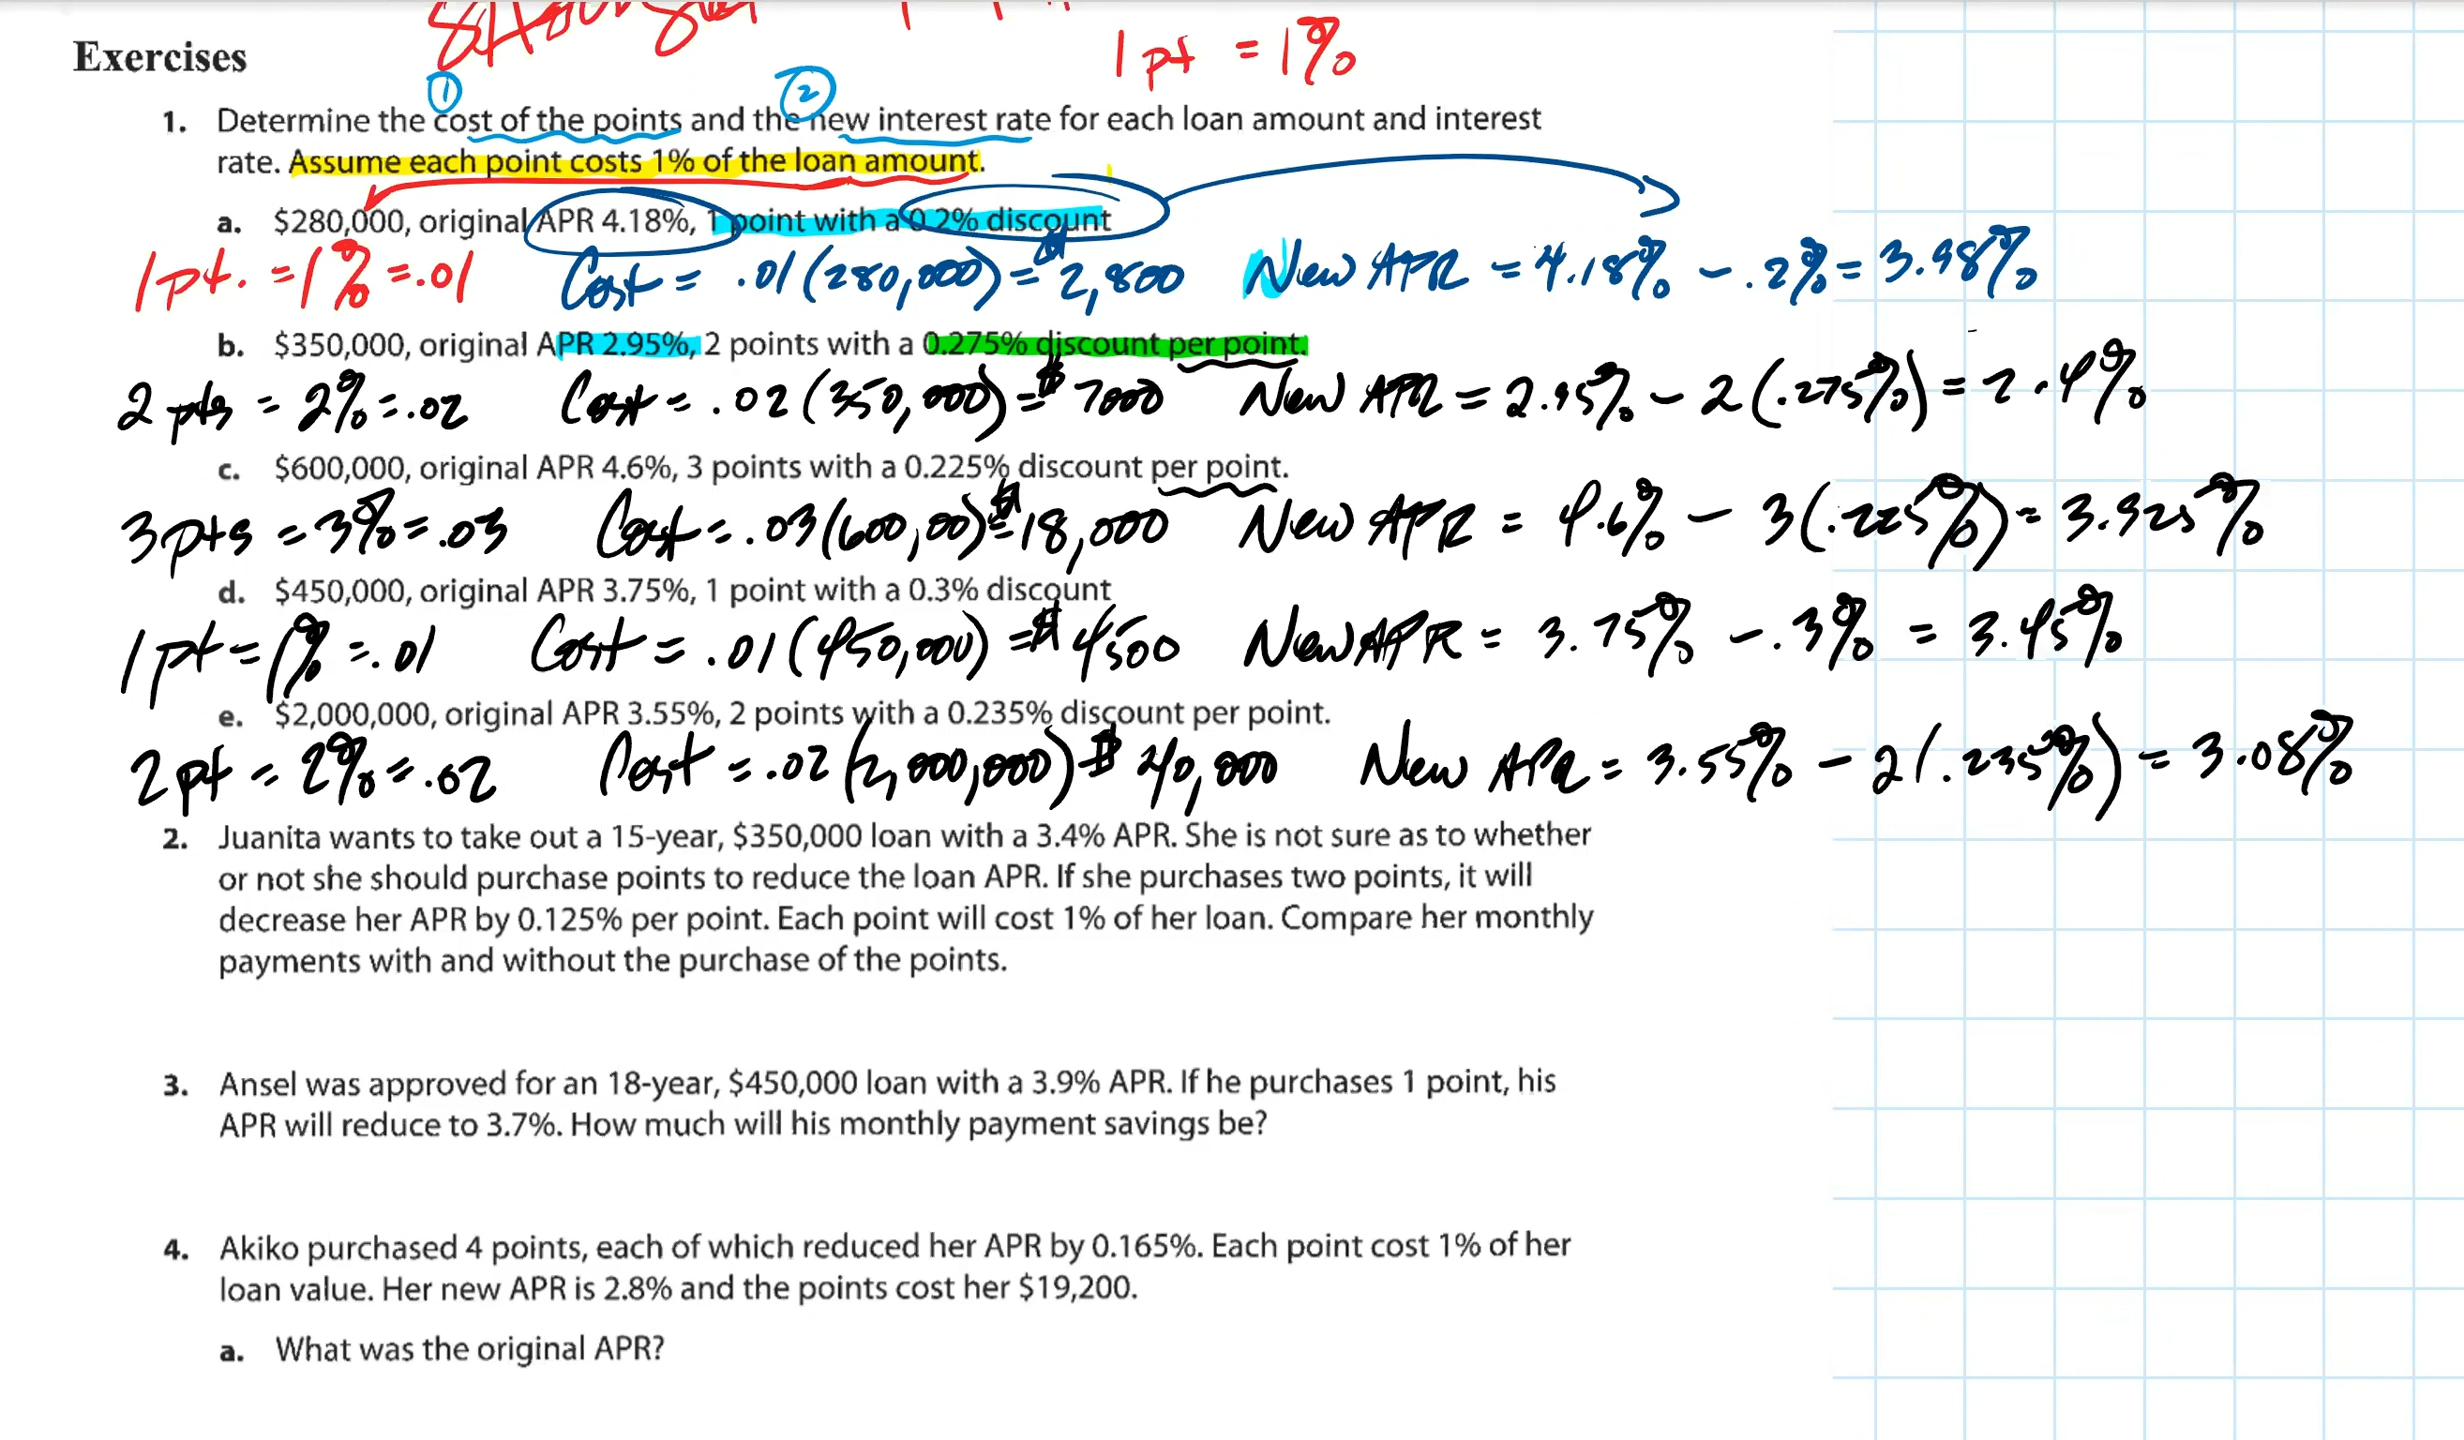 Exercises
1 pt = 1%
① ②
1. Determine the cost of the points and the new interest rate for each loan amount and interest
rate. Assume each point costs 1% of the loan amount.
a. $280,000, original APR 4.18%, 1 point with a 0.2% discount
1pt. = 1% = .01 Cost = .01(280,000) = $2,800 New APR = 4.18% - .2% = 3.98%
b. $350,000, original APR 2.95%, 2 points with a 0.275% discount per point.
2 pts = 2% = .02 Cost = .02(350,000) = $7000 New APR = 2.95% - 2(.275%) = 2.4%
c. $600,000, original APR 4.6%, 3 points with a 0.225% discount per point.
3pts = 3% = .03 Cost = .03(600,00) = $18,000 New APR = 4.6% - 3(.225%) = 3.925%
d. $450,000, original APR 3.75%, 1 point with a 0.3% discount
1pt = 1% = .01 Cost = .01(450,000) = $4500 New APR = 3.75% - .3% = 3.45%
e. $2,000,000, original APR 3.55%, 2 points with a 0.235% discount per point.
2pt = 2% = .02 Cost = .02(2,000,000) $40,000 New APR = 3.55% - 2(.235%) = 3.08%
2. Juanita wants to take out a 15-year, $350,000 loan with a 3.4% APR. She is not sure as to whether
or not she should purchase points to reduce the loan APR. If she purchases two points, it will
decrease her APR by 0.125% per point. Each point will cost 1% of her loan. Compare her monthly
payments with and without the purchase of the points.
3. Ansel was approved for an 18-year, $450,000 loan with a 3.9% APR. If he purchases 1 point, his
APR will reduce to 3.7%. How much will his monthly payment savings be?
4. Akiko purchased 4 points, each of which reduced her APR by 0.165%. Each point cost 1% of her
loan value. Her new APR is 2.8% and the points cost her $19,200.
a. What was the original APR?